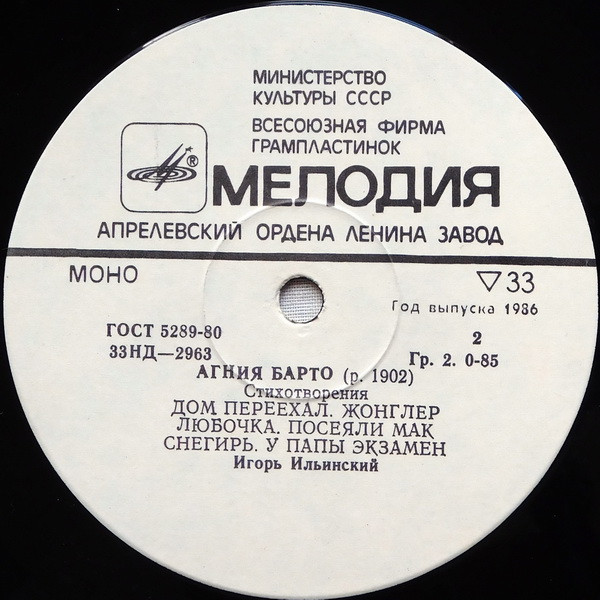 МИНИСТЕРСТВО
КУЛЬТУРЫ СССР
ВСЕСОЮЗНАЯ ФИРМА
ГРАМПЛАСТИНОК
®
МЕЛОДИЯ
АПРЕЛЕВСКИЙ ОРДЕНА ЛЕНИНА ЗАВОД
МОНО
▽33
Год выпуска 1986
ГОСТ 5289-80
33НД—2963
2
Гр. 2. 0-85
АГНИЯ БАРТО (р. 1902)
Стихотворения
ДОМ ПЕРЕЕХАЛ. ЖОНГЛЕР
ЛЮБОЧКА. ПОСЕЯЛИ МАК
СНЕГИРЬ. У ПАПЫ ЭКЗАМЕН
Игорь Ильинский